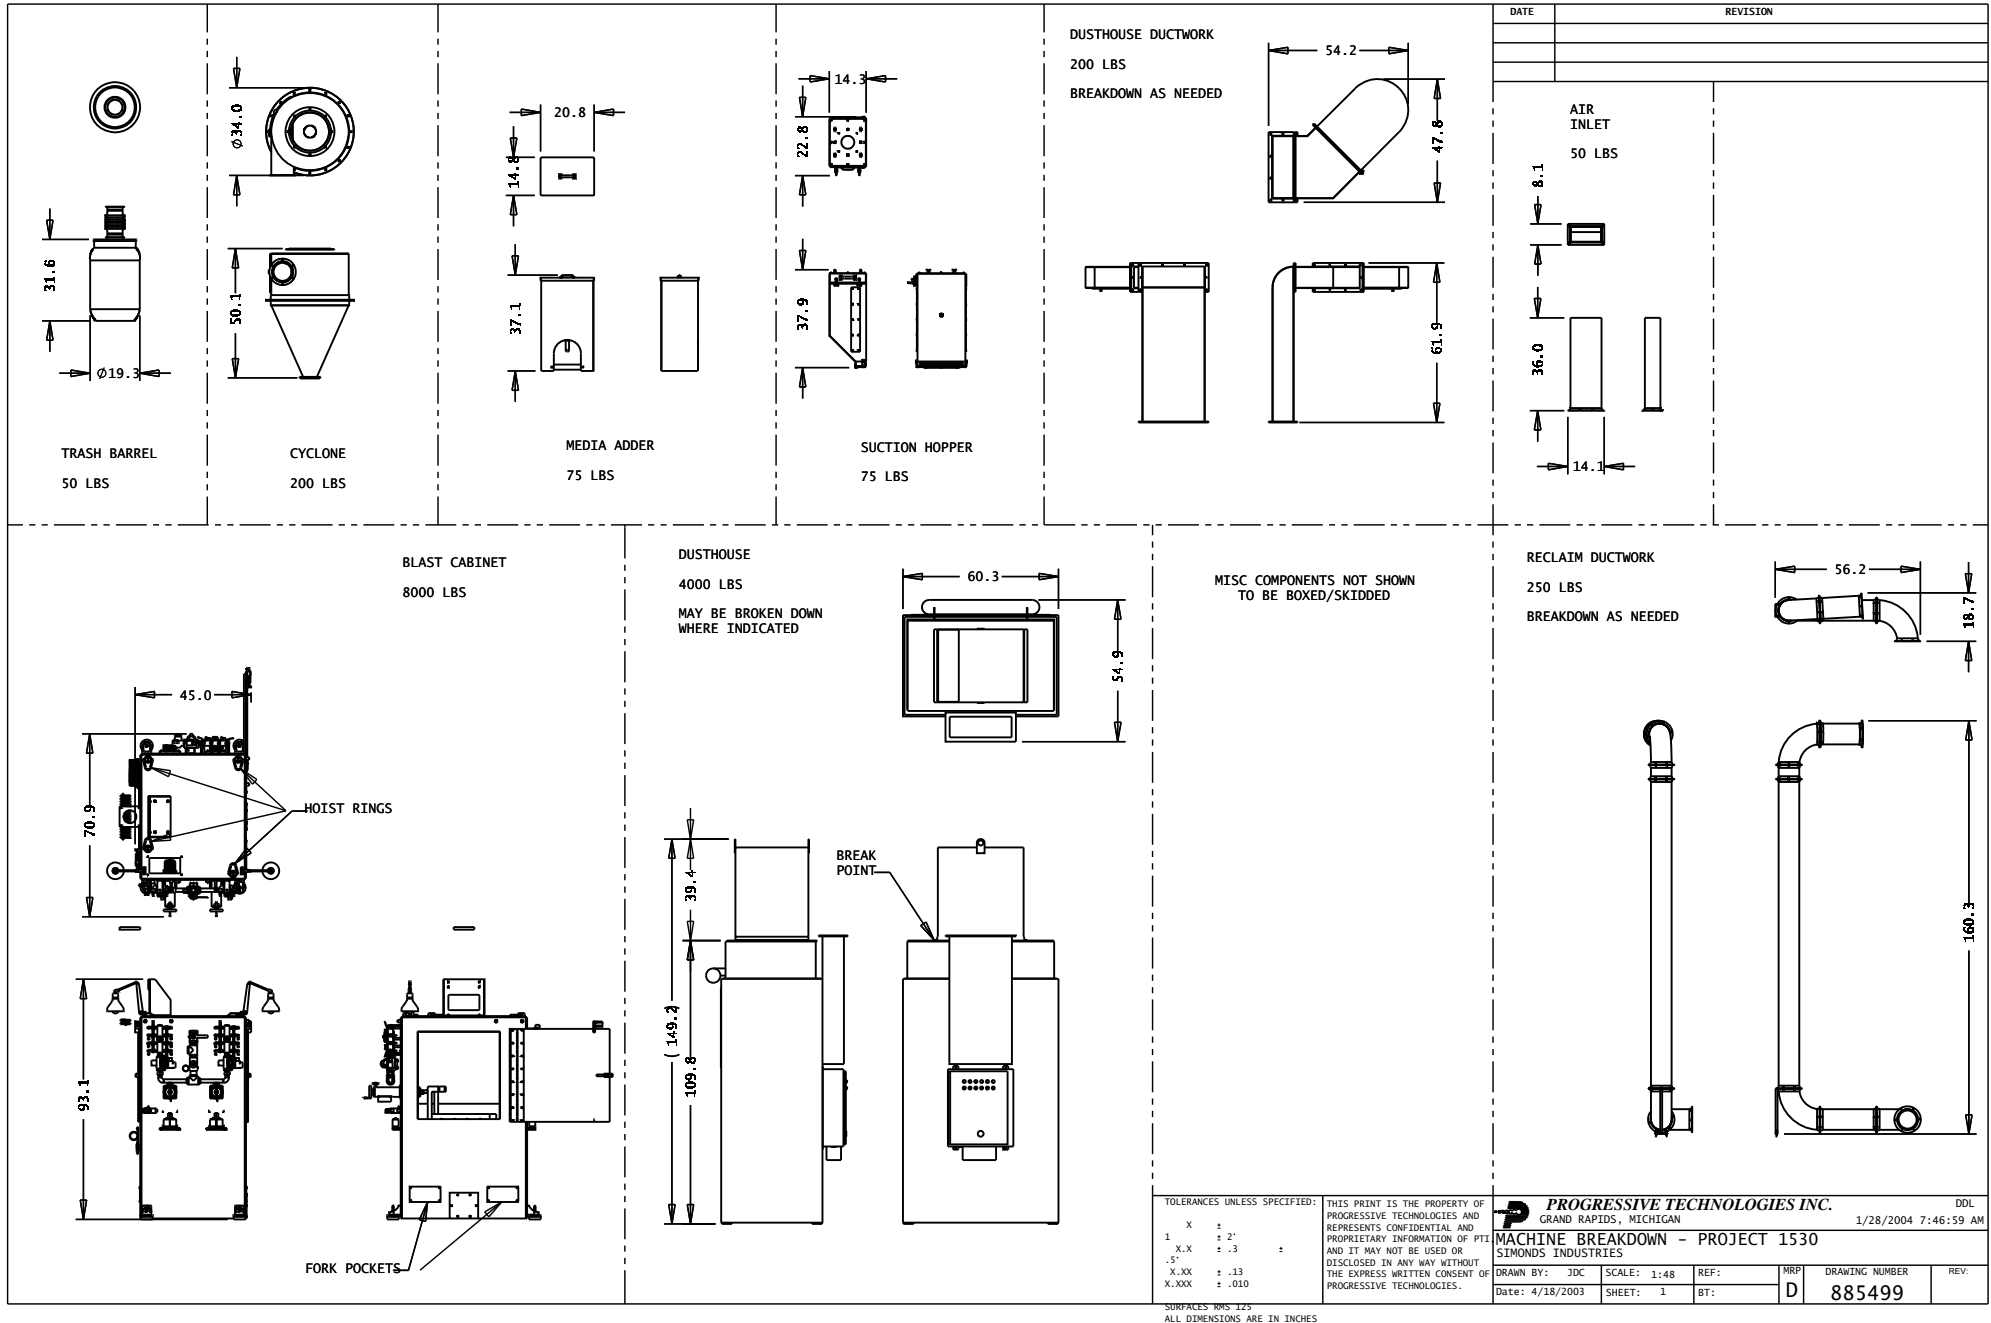 DATE
REVISION
Ø34.0
50.1
31.6
Ø19.3
TRASH BARREL
50 LBS
CYCLONE
200 LBS
20.8
14.8
37.1
MEDIA ADDER
75 LBS
14.3
22.8
37.9
SUCTION HOPPER
75 LBS
DUSTHOUSE DUCTWORK
200 LBS
BREAKDOWN AS NEEDED
54.2
47.8
61.9
AIR
INLET
50 LBS
8.1
36.0
14.1
BLAST CABINET
8000 LBS
45.0
70.9
HOIST RINGS
93.1
FORK POCKETS
DUSTHOUSE
4000 LBS
MAY BE BROKEN DOWN
WHERE INDICATED
60.3
54.9
BREAK
POINT
39.4
(149.2)
109.8
MISC COMPONENTS NOT SHOWN
TO BE BOXED/SKIDDED
RECLAIM DUCTWORK
250 LBS
BREAKDOWN AS NEEDED
56.2
18.7
160.3
TOLERANCES UNLESS SPECIFIED:
X ±
1 ± 2°
X.X ± .3 ±
.5°
X.XX ± .13
X.XXX ± .010
SURFACES RMS 125
ALL DIMENSIONS ARE IN INCHES
THIS PRINT IS THE PROPERTY OF
PROGRESSIVE TECHNOLOGIES AND
REPRESENTS CONFIDENTIAL AND
PROPRIETARY INFORMATION OF PTI.
AND IT MAY NOT BE USED OR
DISCLOSED IN ANY WAY WITHOUT
THE EXPRESS WRITTEN CONSENT OF
PROGRESSIVE TECHNOLOGIES.
PROGRESSIVE TECHNOLOGIES INC.
DDL
GRAND RAPIDS, MICHIGAN
1/28/2004 7:46:59 AM
MACHINE BREAKDOWN - PROJECT 1530
SIMONDS INDUSTRIES
DRAWN BY: JDC
SCALE: 1:48
REF:
MRP
D
DRAWING NUMBER
885499
REV:
Date: 4/18/2003
SHEET: 1
BT: